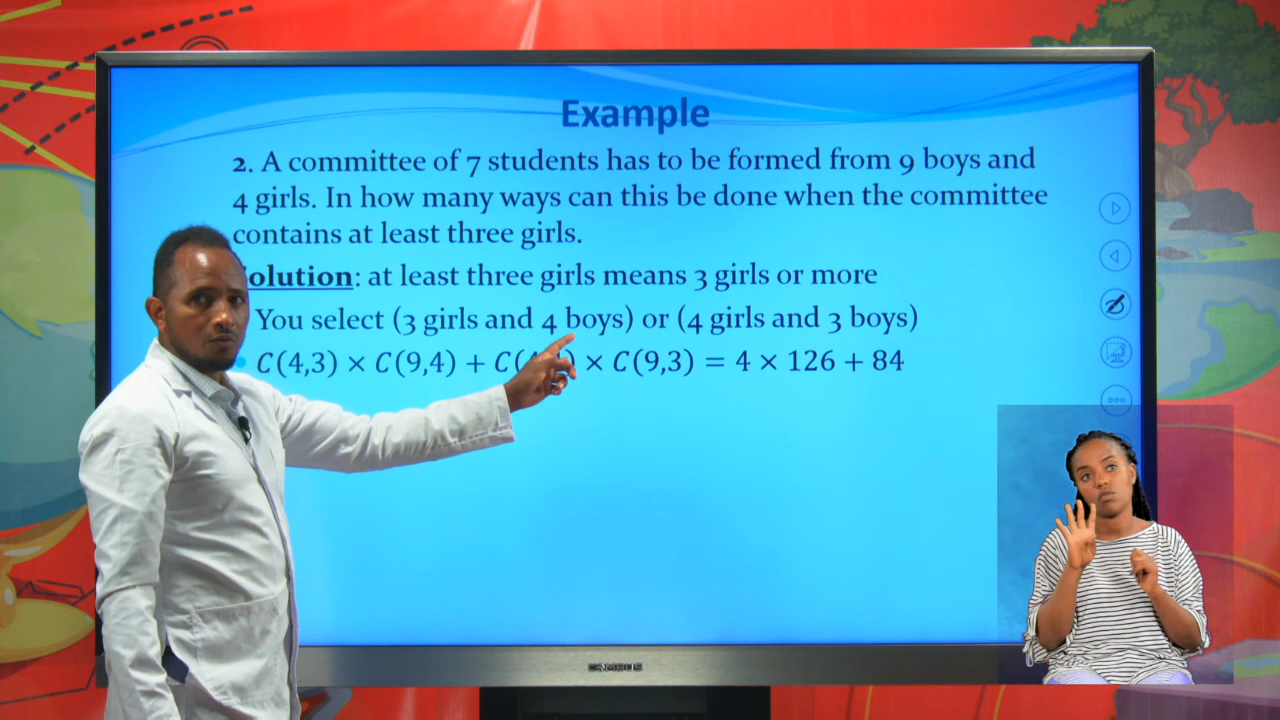 Example
2. A committee of 7 students has to be formed from 9 boys and
4 girls. In how many ways can this be done when the committee
contains at least three girls.
olution: at least three girls means 3 girls or more
You select (3 girls and 4 boys) or (4 girls and 3 boys)
C(4,3) × C(9,4) + C( ) × C(9,3) = 4 × 126 + 84